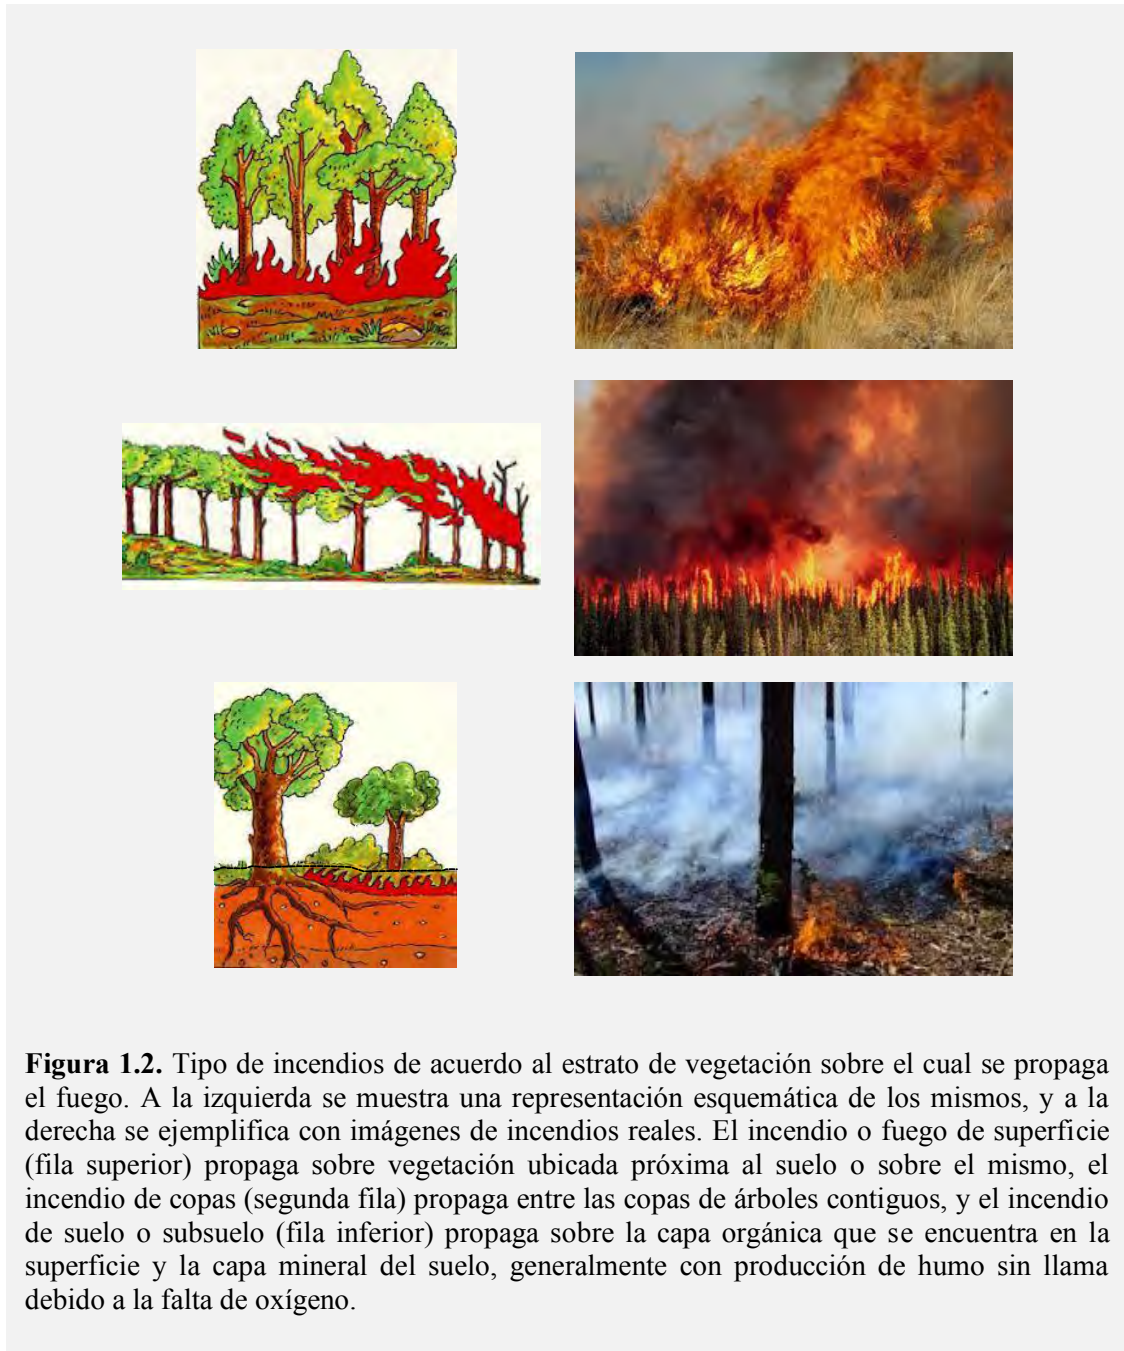 Figura 1.2. Tipo de incendios de acuerdo al estrato de vegetación sobre el cual se propaga
el fuego. A la izquierda se muestra una representación esquemática de los mismos, y a la
derecha se ejemplifica con imágenes de incendios reales. El incendio o fuego de superficie
(fila superior) propaga sobre vegetación ubicada próxima al suelo o sobre el mismo, el
incendio de copas (segunda fila) propaga entre las copas de árboles contiguos, y el incendio
de suelo o subsuelo (fila inferior) propaga sobre la capa orgánica que se encuentra en la
superficie y la capa mineral del suelo, generalmente con producción de humo sin llama
debido a la falta de oxígeno.